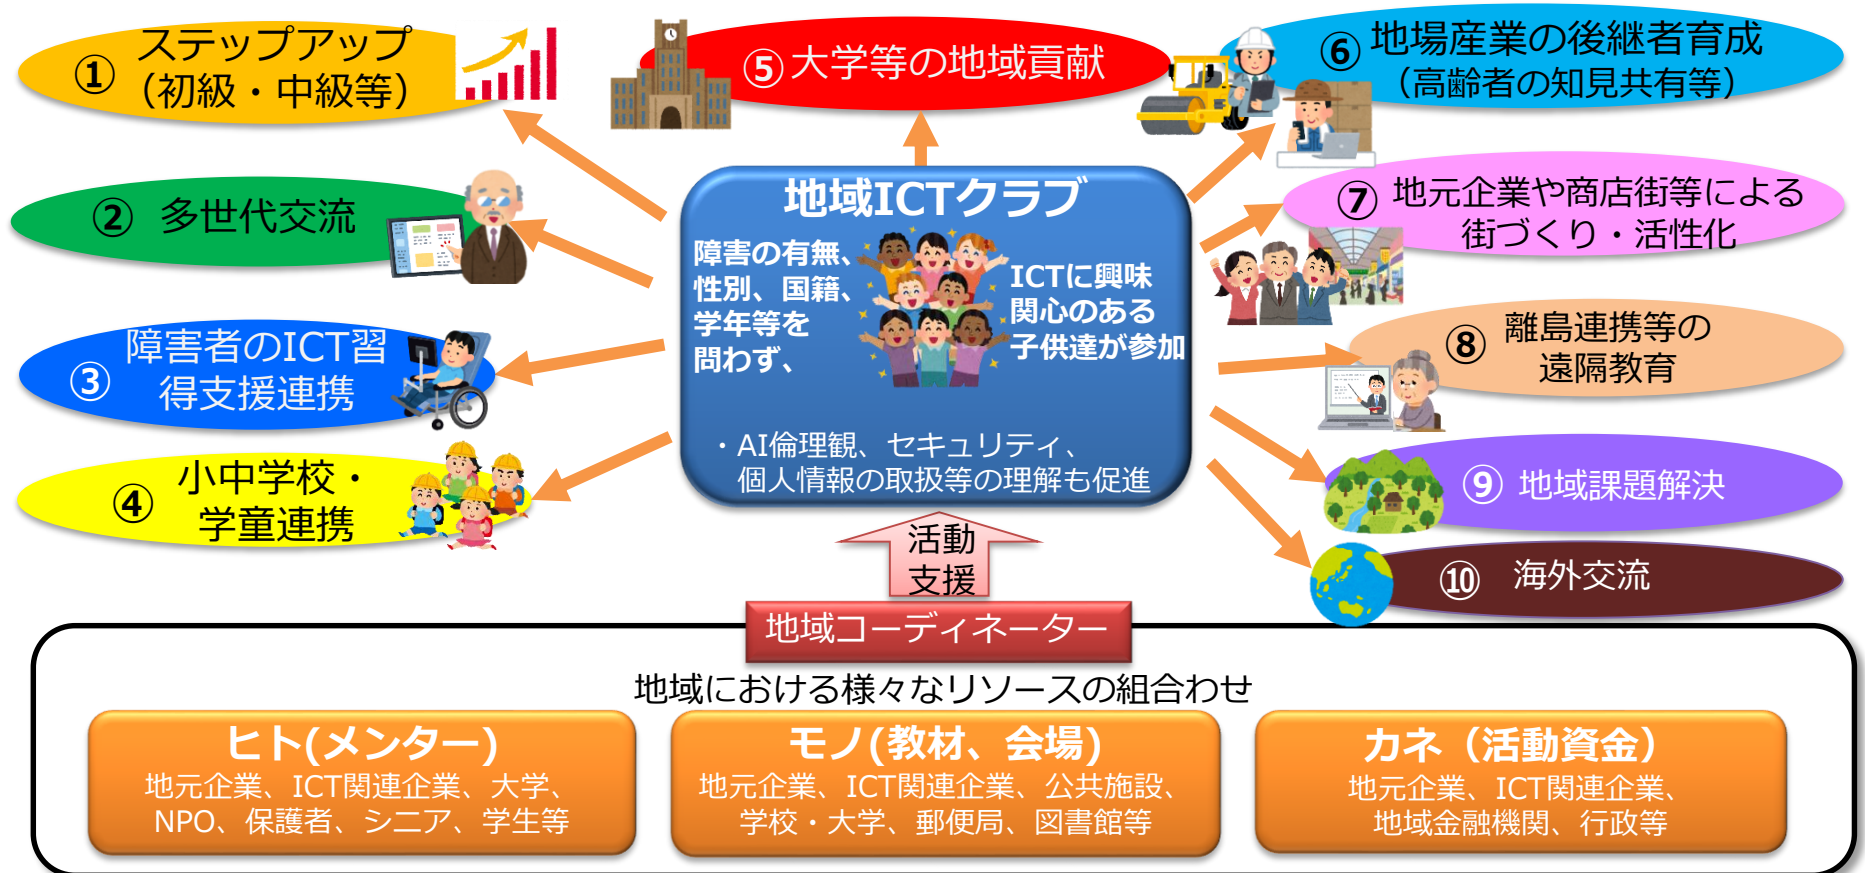 ① ステップアップ
（初級・中級等）
② 多世代交流
③ 障害者のICT習
得支援連携
④ 小中学校・
学童連携
⑤大学等の地域貢献
⑥ 地場産業の後継者育成
（高齢者の知見共有等）
⑦ 地元企業や商店街等による
街づくり・活性化
⑧ 離島連携等の
遠隔教育
⑨ 地域課題解決
⑩ 海外交流
地域ICTクラブ
障害の有無、
性別、国籍、
学年等を
問わず、
ICTに興味
関心のある
子供達が参加
・AI倫理観、セキュリティ、
個人情報の取扱等の理解も促進
活動
支援
地域コーディネーター
地域における様々なリソースの組合わせ
ヒト(メンター)
地元企業、ICT関連企業、大学、
NPO、保護者、シニア、学生等
モノ(教材、会場)
地元企業、ICT関連企業、公共施設、
学校・大学、郵便局、図書館等
カネ（活動資金）
地元企業、ICT関連企業、
地域金融機関、行政等